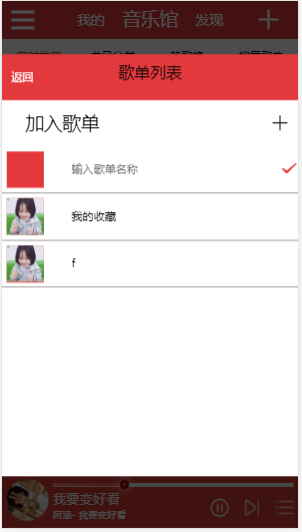 我的 音乐馆 发现
返回 歌单列表
加入歌单
输入歌单名称
我的收藏
f
我要变好看
阿涵- 我要变好看